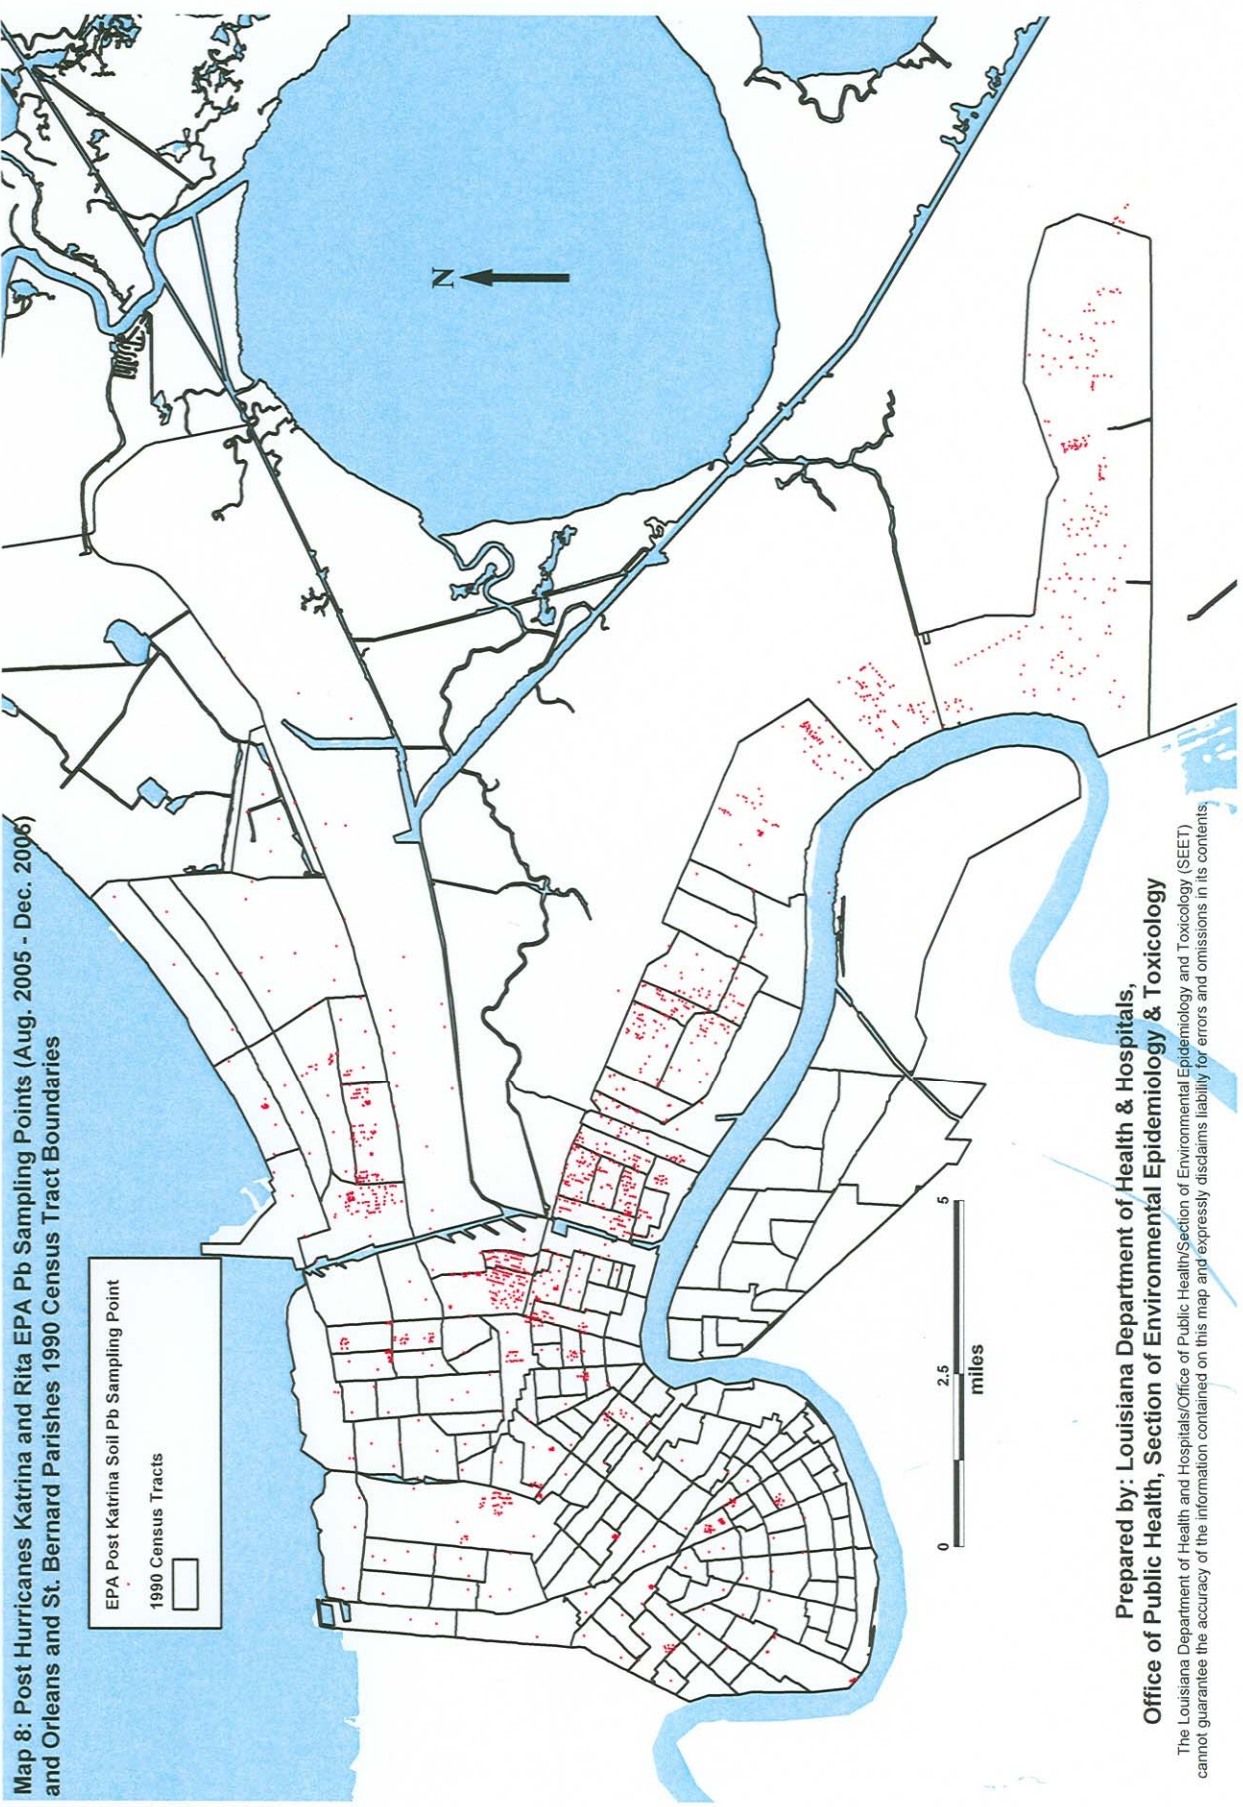 Map 8: Post Hurricanes Katrina and Rita EPA Pb Sampling Points (Aug. 2005 - Dec. 2006)
and Orleans and St. Bernard Parishes 1990 Census Tract Boundaries
EPA Post Katrina Soil Pb Sampling Point
1990 Census Tracts
N
0
2.5
5
miles
Prepared by: Louisiana Department of Health & Hospitals,
Office of Public Health, Section of Environmental Epidemiology & Toxicology
The Louisiana Department of Health and Hospitals/Office of Public Health/Section of Environmental Epidemiology and Toxicology (SEET)
cannot guarantee the accuracy of the information contained on this map and expressly disclaims liability for errors and omissions in its contents.